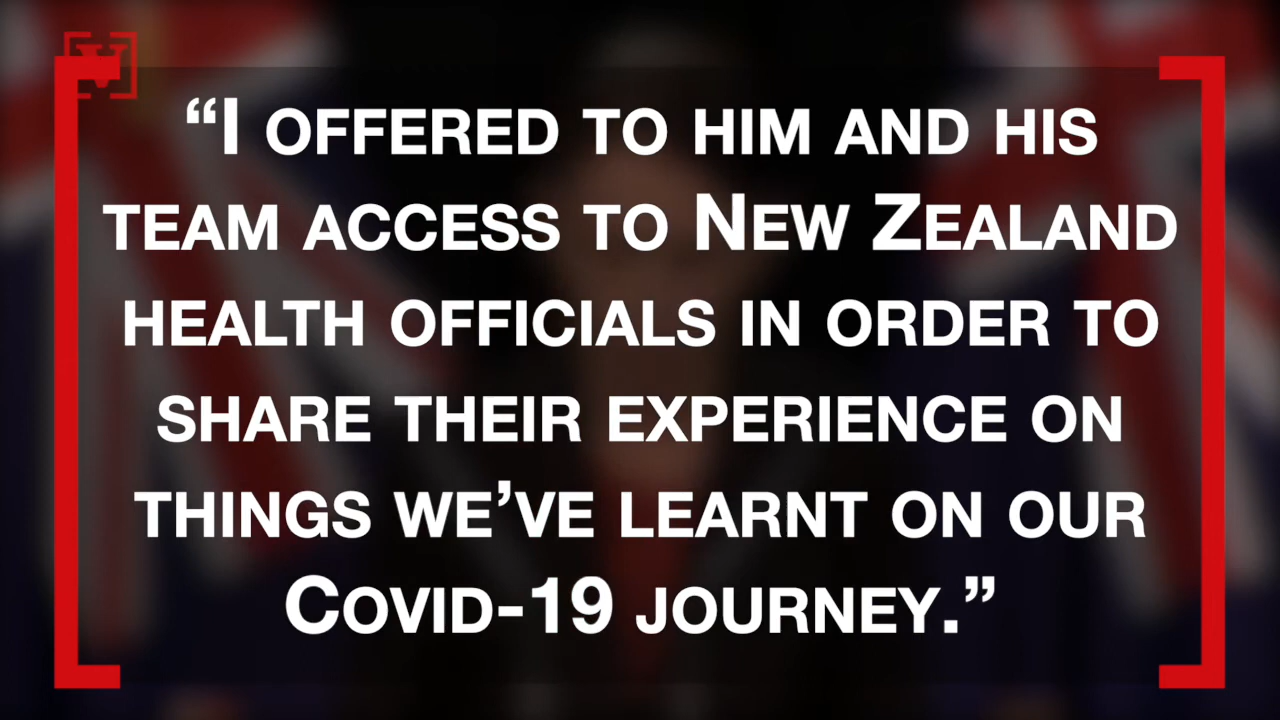 “I OFFERED TO HIM AND HIS
TEAM ACCESS TO NEW ZEALAND
HEALTH OFFICIALS IN ORDER TO
SHARE THEIR EXPERIENCE ON
THINGS WE’VE LEARNT ON OUR
COVID-19 JOURNEY.”